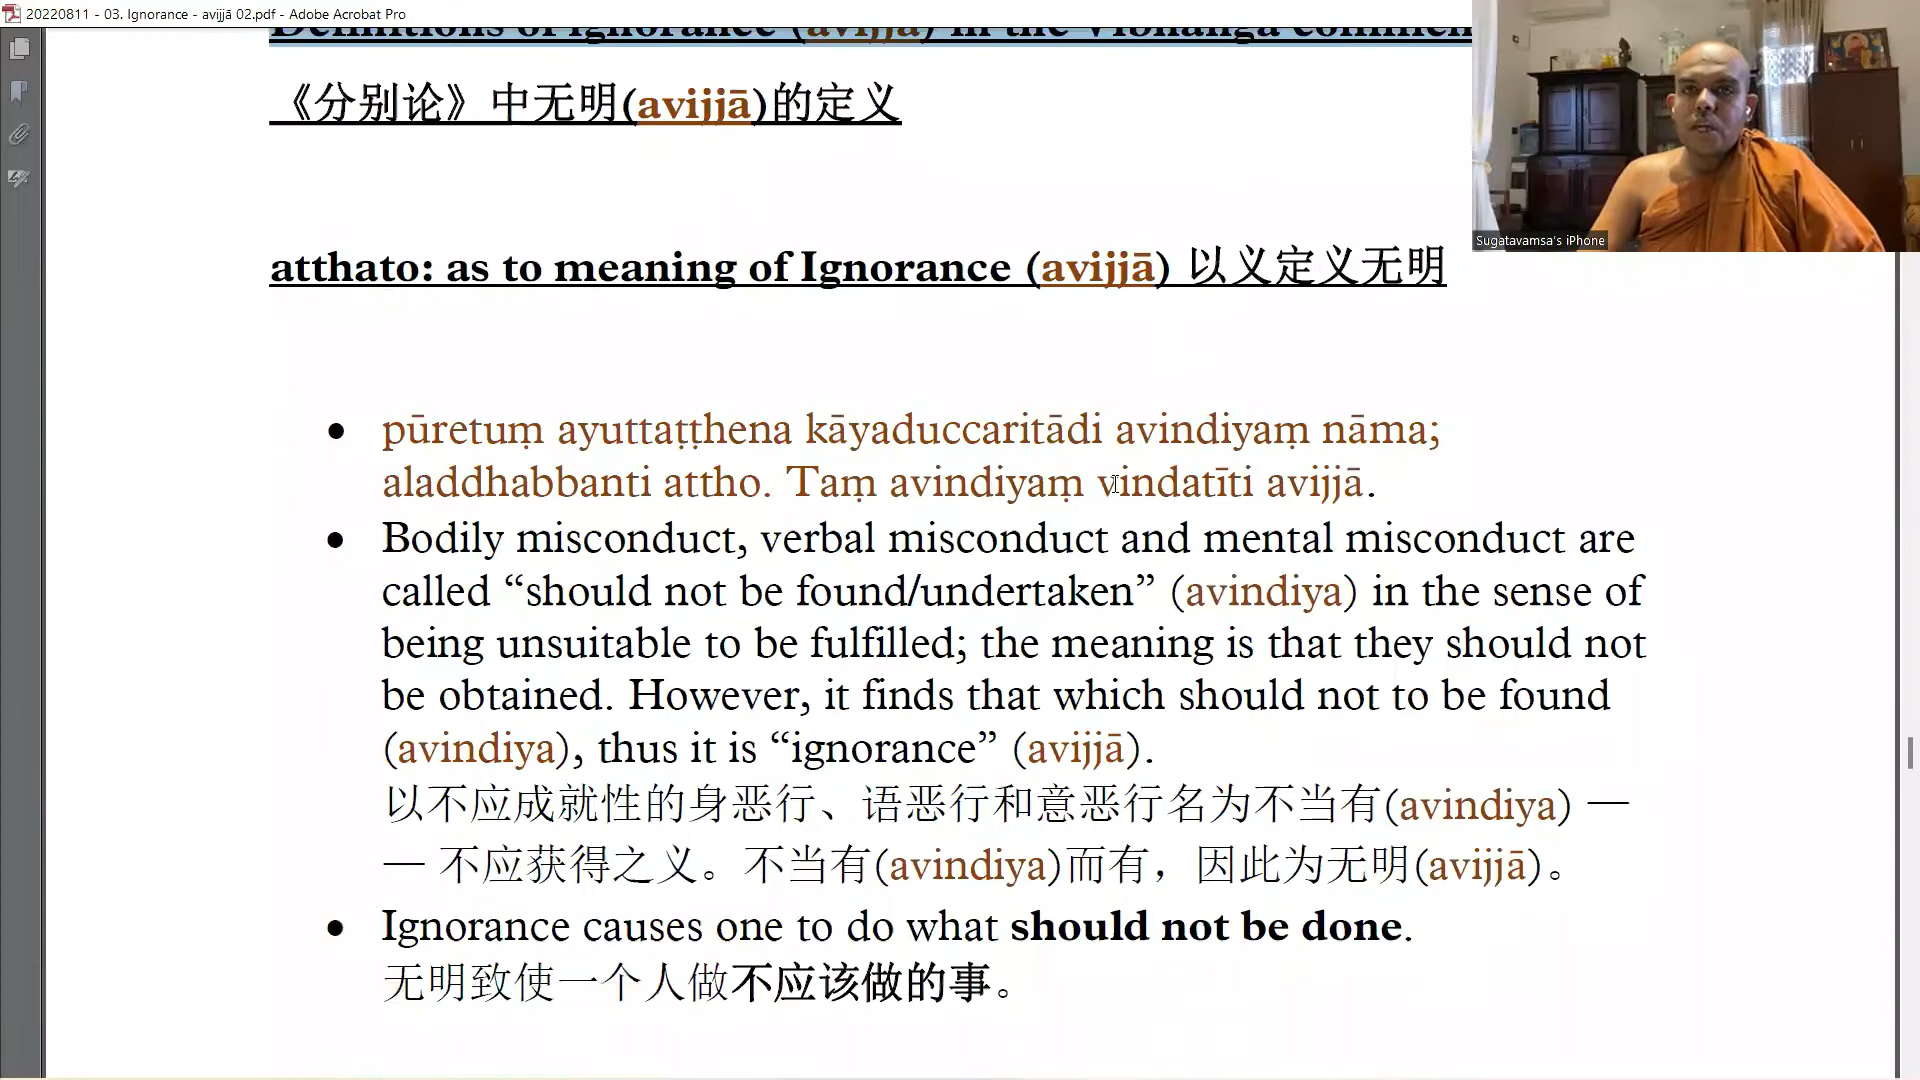 20220811 - 03. Ignorance - avijjā 02.pdf - Adobe Acrobat Pro
Definitions of Ignorance (avijjā) in the Vibhaṅga
《分别论》中无明(avijjā)的定义
Sugatavamsa's iPhone
atthato: as to meaning of Ignorance (avijjā) 以义定义无明
• pūretuṃ ayuttaṭṭhena kāyaduccaritādi avindiyaṃ nāma;
aladdhabbanti attho. Taṃ avindiyaṃ vindatīti avijjā.
• Bodily misconduct, verbal misconduct and mental misconduct are
called “should not be found/undertaken” (avindiya) in the sense of
being unsuitable to be fulfilled; the meaning is that they should not
be obtained. However, it finds that which should not to be found
(avindiya), thus it is “ignorance” (avijjā).
以不应成就性的身恶行、语恶行和意恶行名为不当有(avindiya) —
— 不应获得之义。不当有(avindiya)而有，因此为无明(avijjā)。
• Ignorance causes one to do what should not be done.
无明致使一个人做不应该做的事。